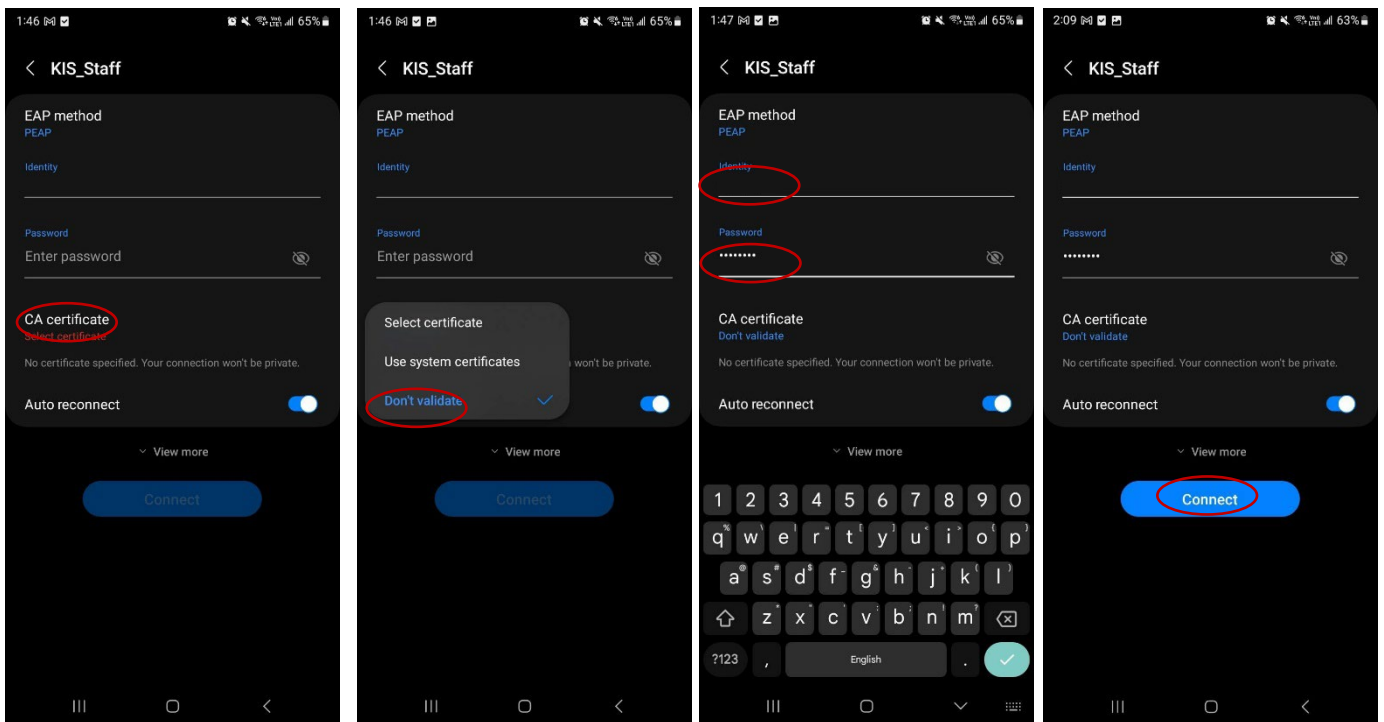 1:46 65%
KIS_Staff
EAP method
PEAP
Identity
Password
Enter password
CA certificate
Select certificate
No certificate specified. Your connection won't be private.
Auto reconnect
View more
Connect
1:46 65%
KIS_Staff
EAP method
PEAP
Identity
Password
Enter password
Select certificate
Use system certificates
won't be private.
Don't validate
View more
Connect
1:47 65%
KIS_Staff
EAP method
PEAP
Identity
Password
••••••••
CA certificate
Don't validate
No certificate specified. Your connection won't be private.
Auto reconnect
View more
1 2 3 4 5 6 7 8 9 0
q w e r t y u i o p
a s d f g h j k l
z x c v b n m
?123 , English .
2:09 63%
KIS_Staff
EAP method
PEAP
Identity
Password
••••••••
CA certificate
Don't validate
No certificate specified. Your connection won't be private.
Auto reconnect
View more
Connect